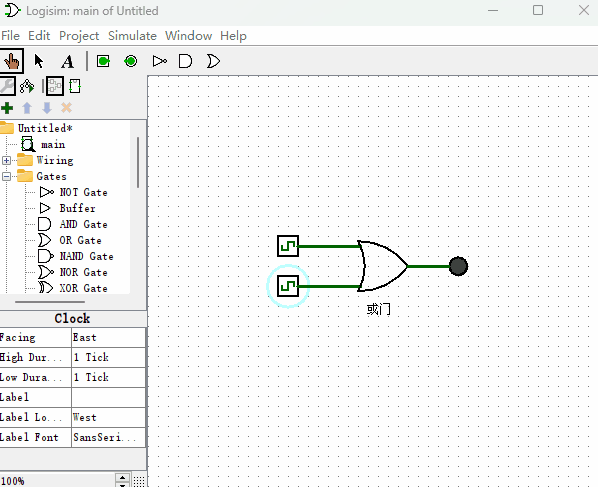 Logisim: main of Untitled
File Edit Project Simulate Window Help
A
Untitled*
main
Wiring
Gates
NOT Gate
Buffer
AND Gate
OR Gate
NAND Gate
NOR Gate
XOR Gate
或门
Clock
Facing East
High Dur... 1 Tick
Low Dura... 1 Tick
Label
Label Lo... West
Label Font SansSeri...
100%